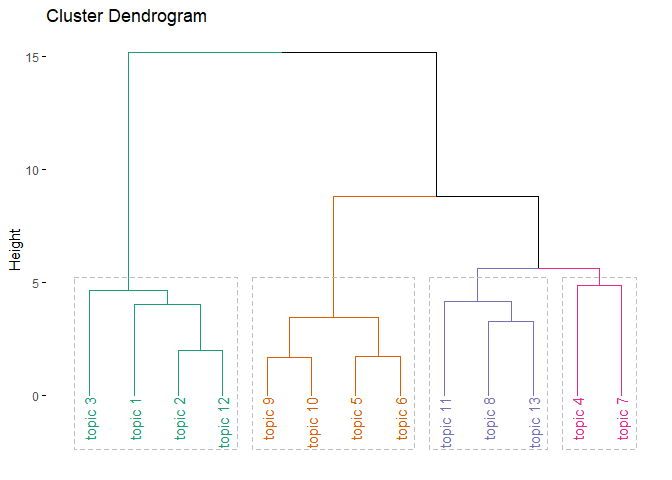 Cluster Dendrogram
Height
15
10
5
0
topic 3
topic 1
topic 2
topic 12
topic 9
topic 10
topic 5
topic 6
topic 11
topic 8
topic 13
topic 4
topic 7